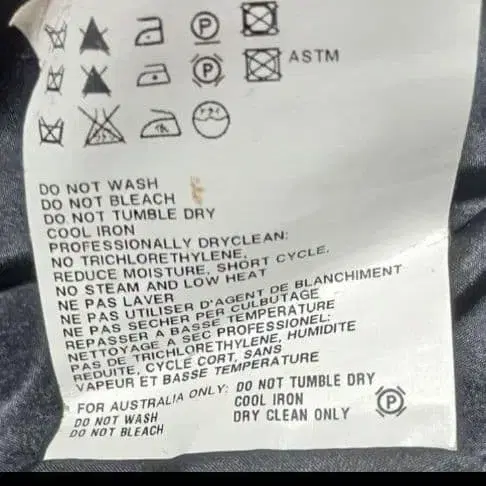 P
P ASTM
DO NOT WASH
DO NOT BLEACH
DO NOT TUMBLE DRY
COOL IRON
PROFESSIONALLY DRYCLEAN:
NO TRICHLORETHYLENE,
REDUCE MOISTURE, SHORT CYCLE,
NO STEAM AND LOW HEAT
NE PAS LAVER
NE PAS UTILISER D'AGENT DE BLANCHIMENT
NE PAS SECHER PAR CULBUTAGE
REPASSER A BASSE TEMPERATURE
NETTOYAGE A SEC PROFESSIONEL:
PAS DE TRICHLORETHYLENE, HUMIDITE
REDUITE, CYCLE CORT, SANS
VAPEUR ET BASSE TEMPERATURE
FOR AUSTRALIA ONLY: DO NOT TUMBLE DRY
DO NOT WASH COOL IRON P
DO NOT BLEACH DRY CLEAN ONLY